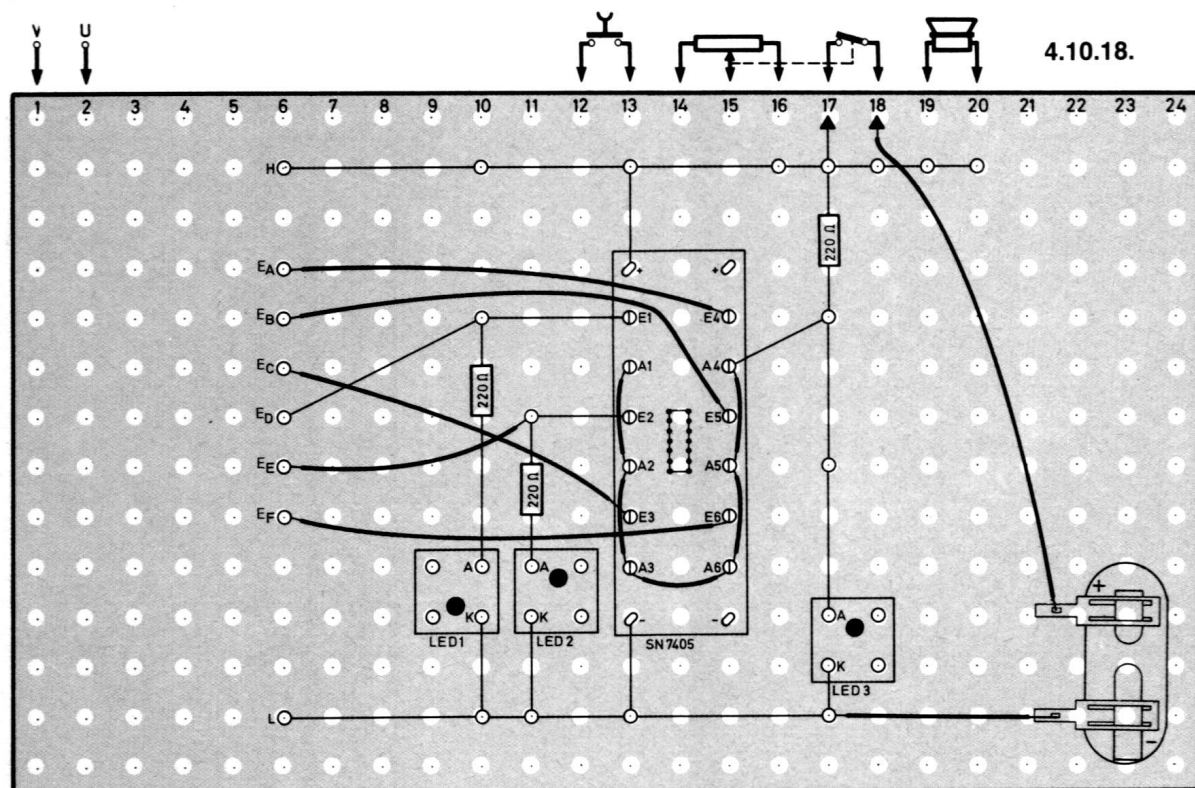 V U
4.10.18.
1 2 3 4 5 6 7 8 9 10 11 12 13 14 15 16 17 18 19 20 21 22 23 24
H
220 Ω
EA + +
EB E1 E4
EC A1 A4
220 Ω
ED E2 E5
EE A2 A5
220 Ω
EF E3 E6
A A A3 A6
+
K K - - A
LED1 LED2 SN7405
K
LED3
L
-